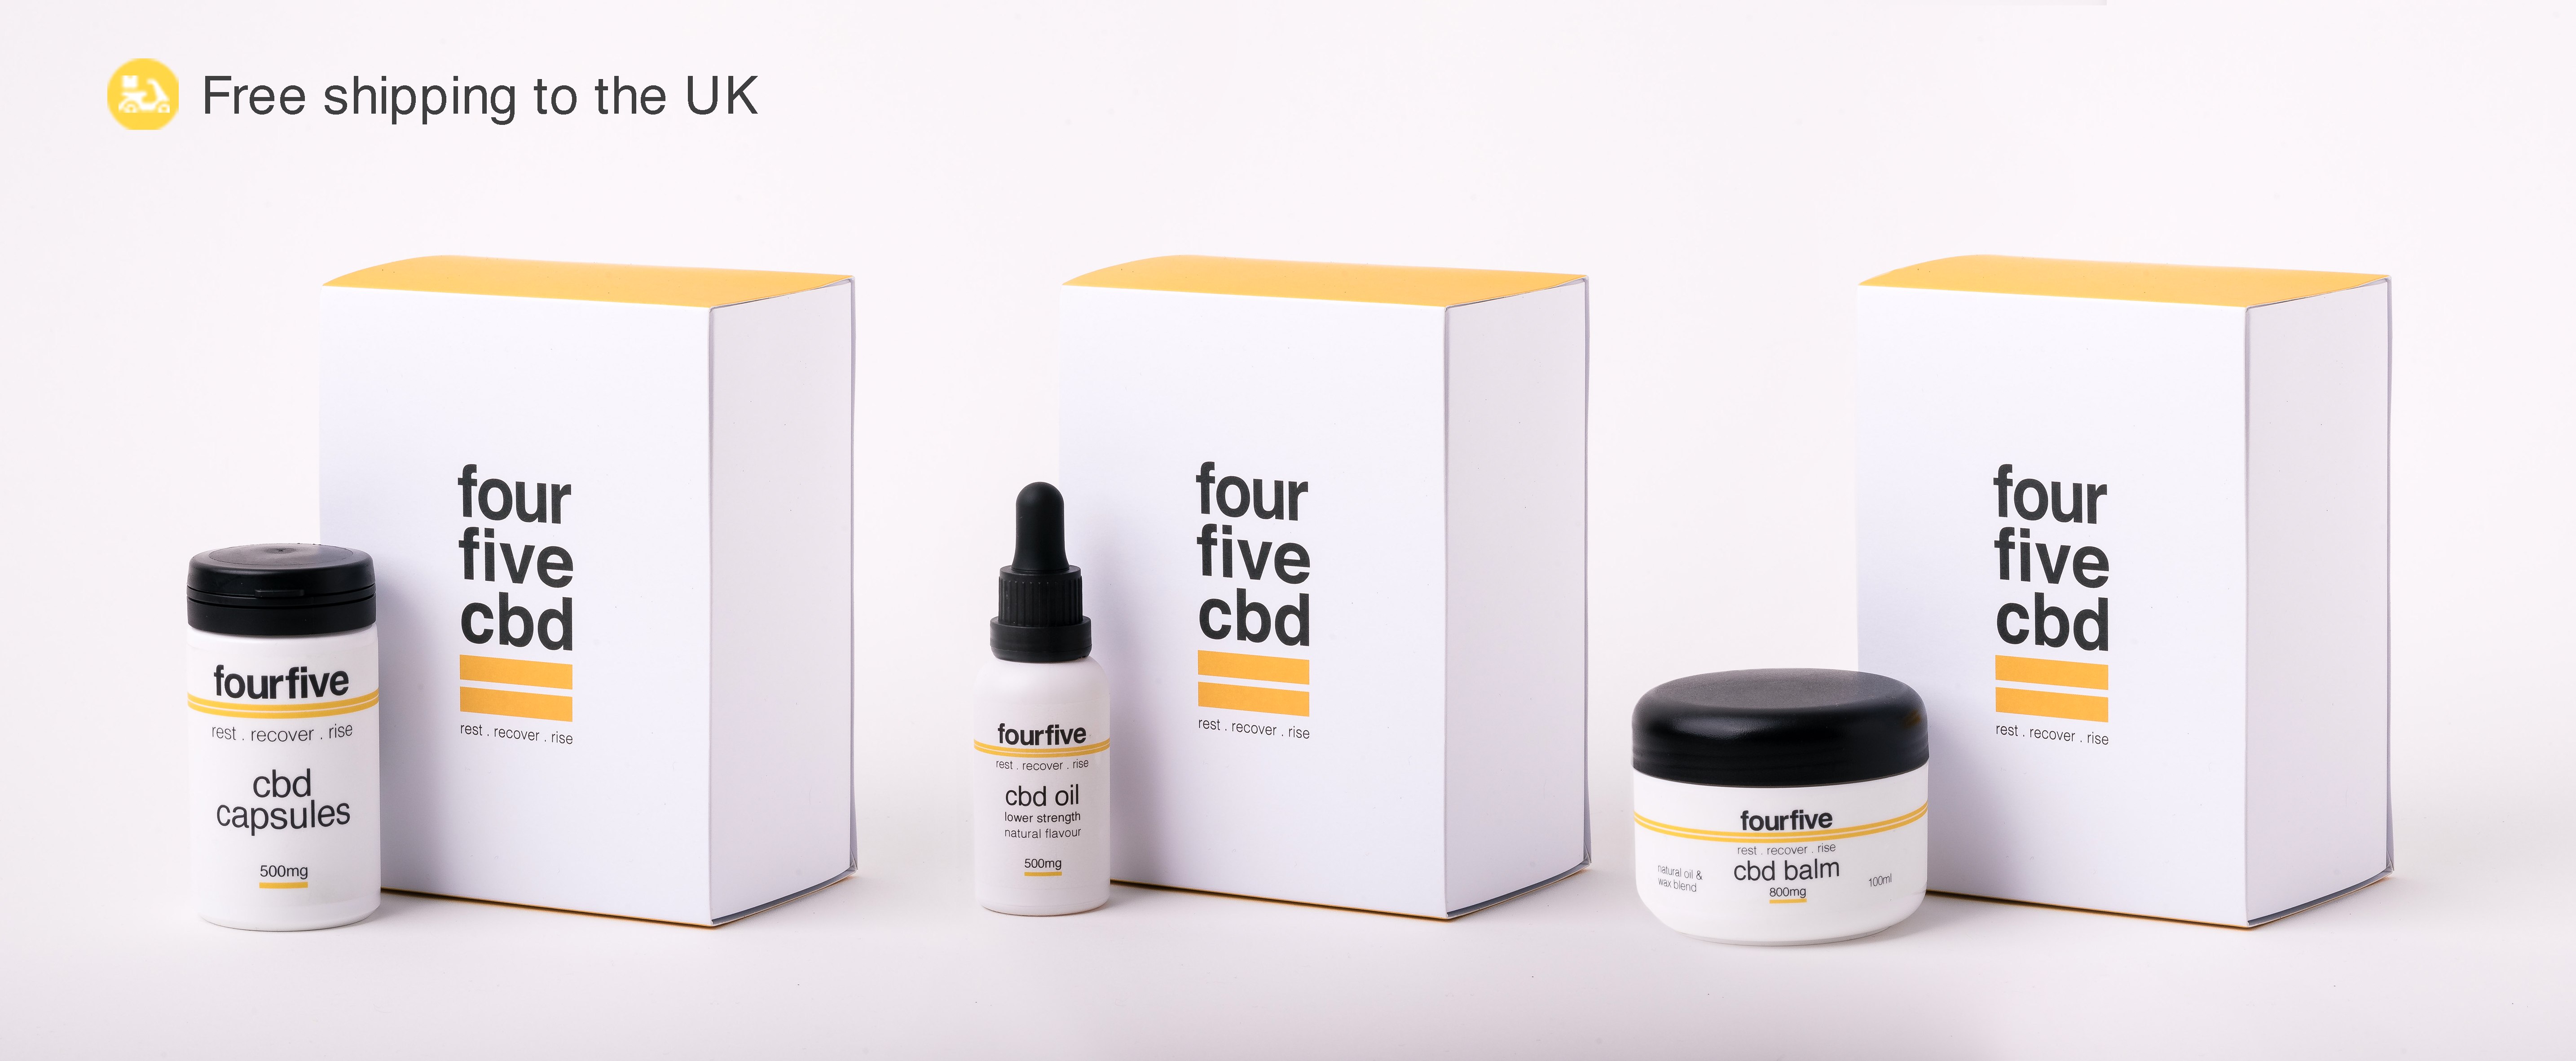 Free shipping to the UK
four
five
cbd
rest . recover . rise
fourfive
rest . recover . rise
cbd
capsules
500mg
four
five
cbd
rest . recover . rise
fourfive
rest . recover . rise
cbd oil
lower strength
natural flavour
500mg
four
five
cbd
rest . recover . rise
fourfive
rest . recover . rise
cbd balm
800mg
natural oil &
wax blend
100ml